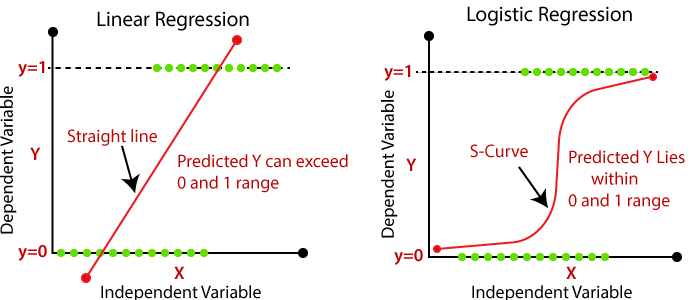 Linear Regression
y=1
Dependent Variable
Y
Straight line
Predicted Y can exceed
0 and 1 range
y=0
X
Independent Variable
Logistic Regression
y=1
Dependent Variable
Y
S-Curve
Predicted Y Lies
within
0 and 1 range
y=0
X
Independent Variable